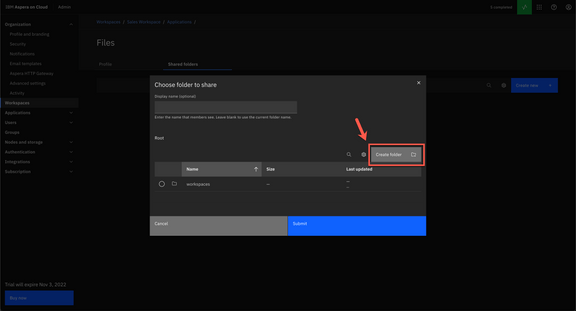 IBM Aspera on Cloud
Admin
5 completed
Organization
Profile and branding
Security
Notifications
Email templates
Aspera HTTP Gateway
Advanced settings
Activity
Workspaces
Applications
Users
Groups
Nodes and storage
Authentication
Integrations
Subscription
Trial will expire Nov 3, 2022
Buy now
Workspaces / Sales Workspace / Applications /
Files
Profile
Shared folders
Create new
Choose folder to share
Display name (optional)
Enter the name that members see. Leave blank to use the current folder name.
Root
Create folder
Name
Size
Last updated
workspaces
--
--
--
Cancel
Submit